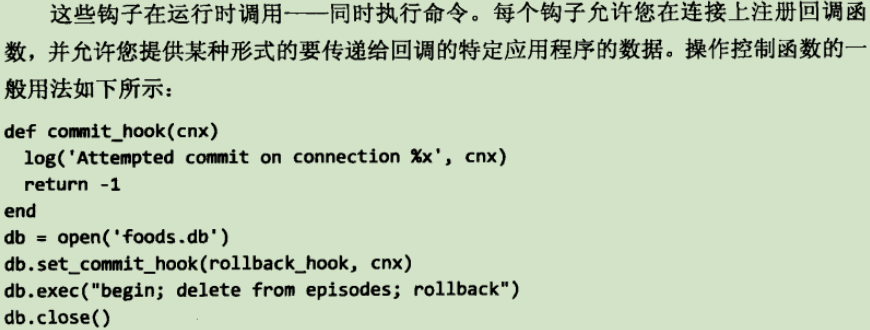 这些钩子在运行时调用——同时执行命令。每个钩子允许您在连接上注册回调函
数，并允许您提供某种形式的要传递给回调的特定应用程序的数据。操作控制函数的一
般用法如下所示：
def commit_hook(cnx)
  log('Attempted commit on connection %x', cnx)
  return -1
end
db = open('foods.db')
db.set_commit_hook(rollback_hook, cnx)
db.exec("begin; delete from episodes; rollback")
db.close()